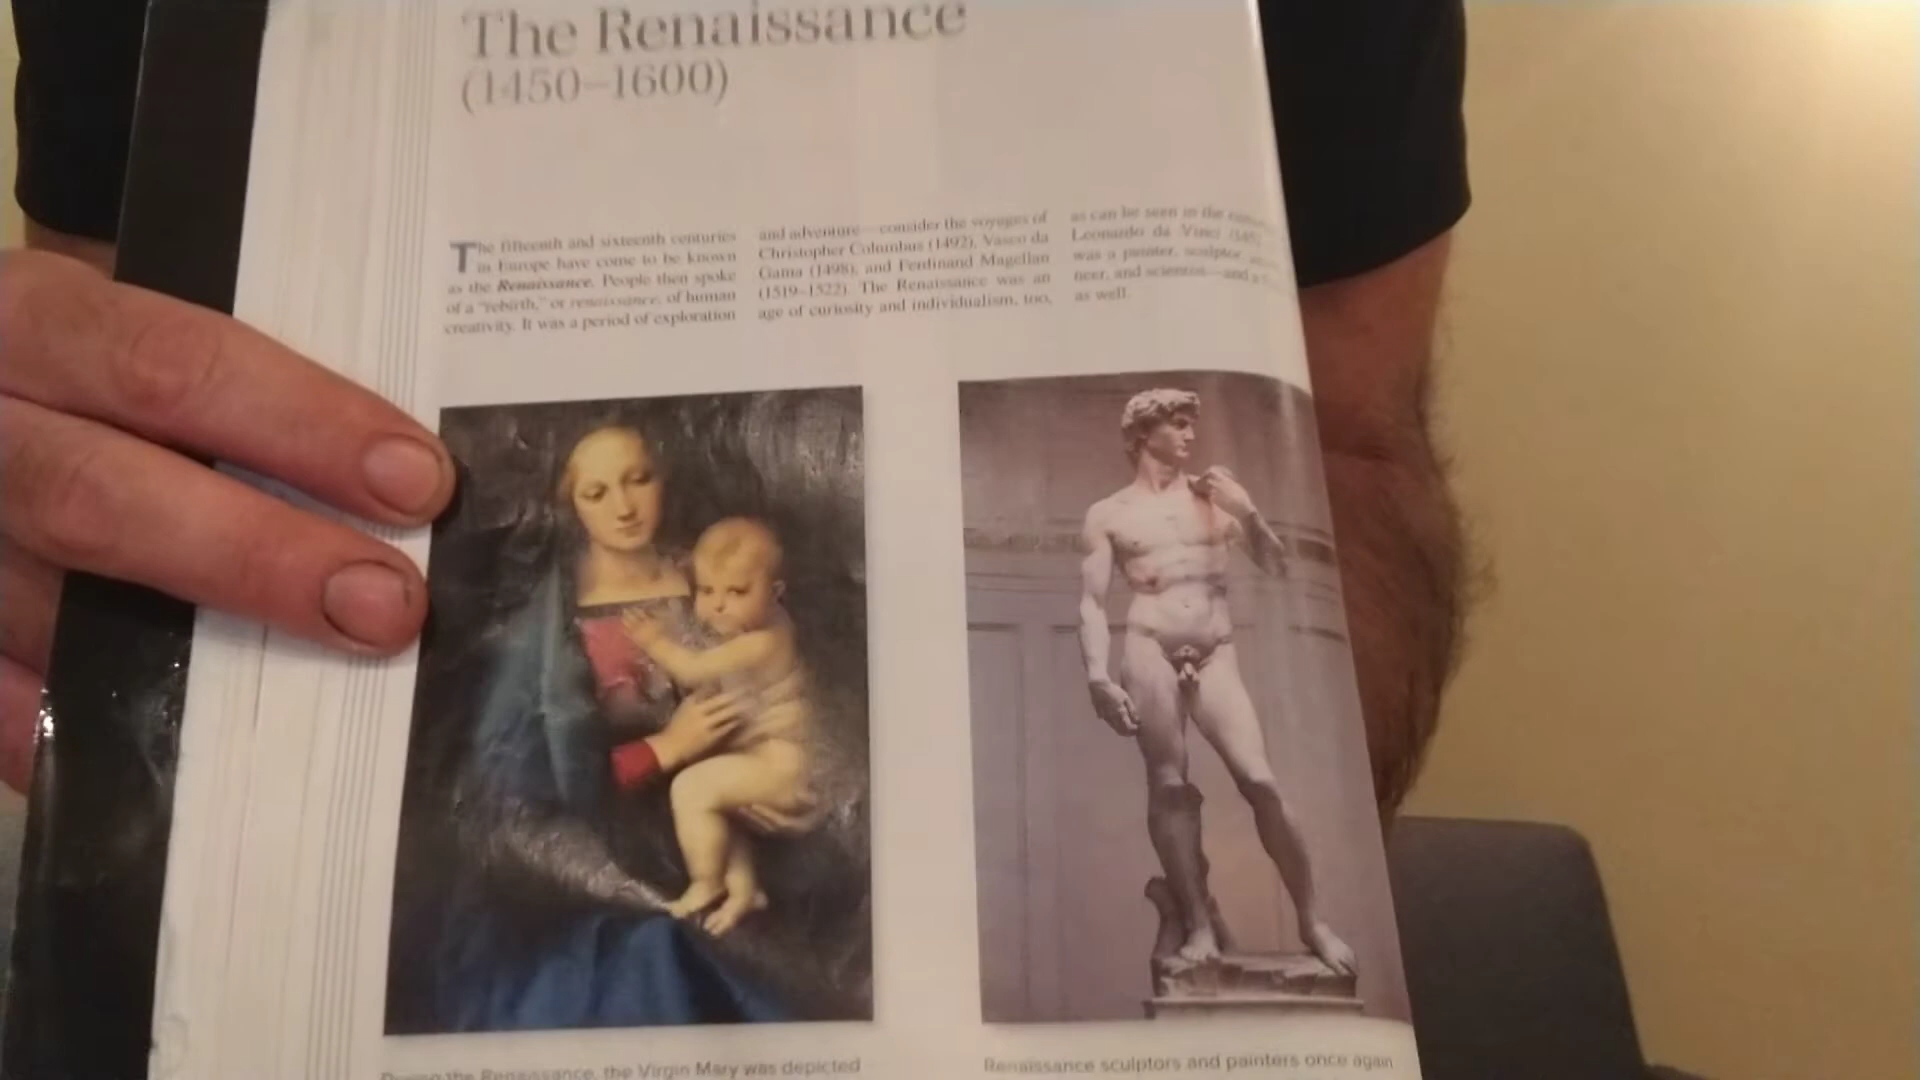 The Renaissance
(1450–1600)
The fifteenth and sixteenth centuries
in Europe have come to be known
as the Renaissance. People then spoke
of a "rebirth," or renaissance, of human
creativity. It was a period of exploration
and adventure—consider the voyages of
Christopher Columbus (1492), Vasco da
Gama (1498), and Ferdinand Magellan
(1519–1522). The Renaissance was an
age of curiosity and individualism, too,
as can be seen in the
Leonardo da Vinci
was a painter, sculptor,
neer, and scientist—and a
as well.
During the Renaissance, the Virgin Mary was depicted
Renaissance sculptors and painters once again